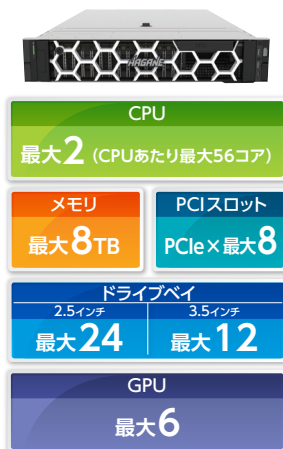 HAGANE
CPU
最大2（CPUあたり最大56コア）
メモリ
最大8TB
PCIスロット
PCIe×最大8
ドライブベイ
2.5インチ
最大24
3.5インチ
最大12
GPU
最大6